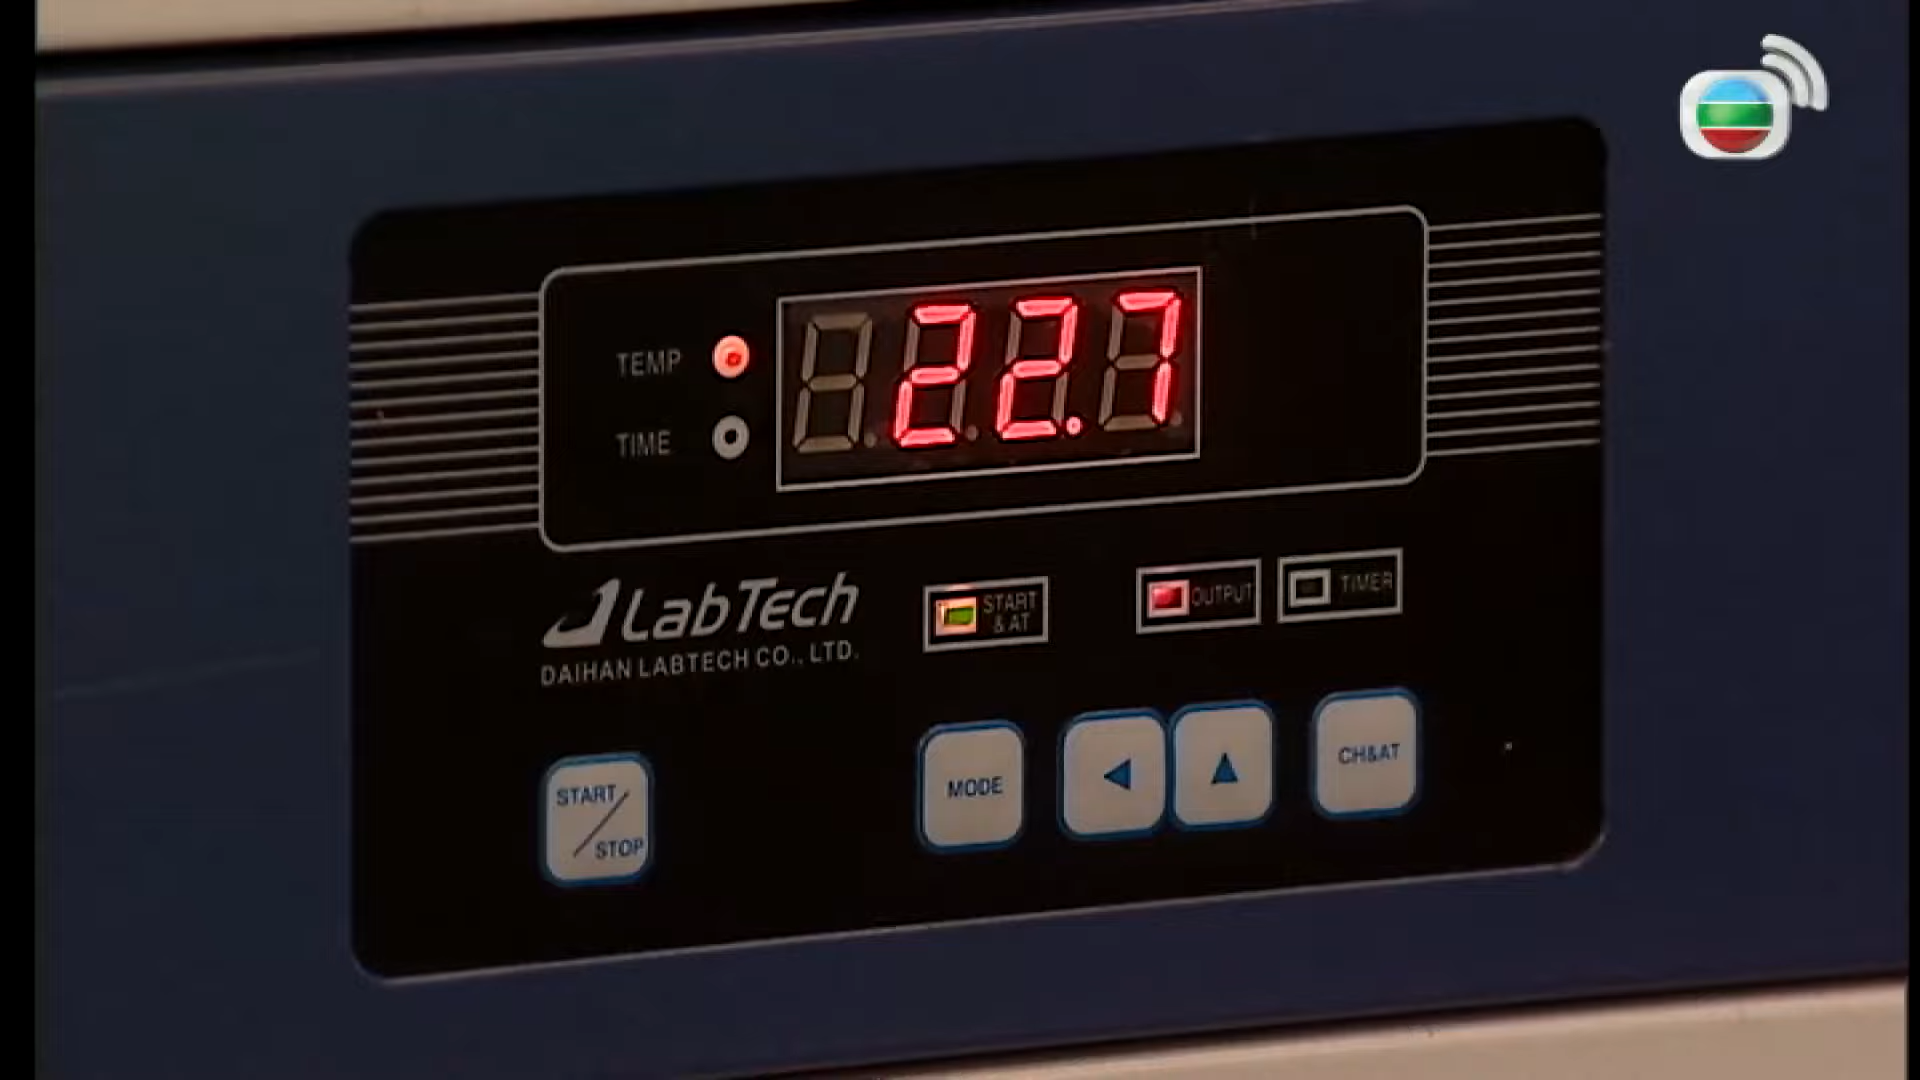 TEMP
22.7
TIME
LabTech
DAIHAN LABTECH CO., LTD.
START
& AT
OUTPUT
TIMER
START
STOP
MODE
CH&AT